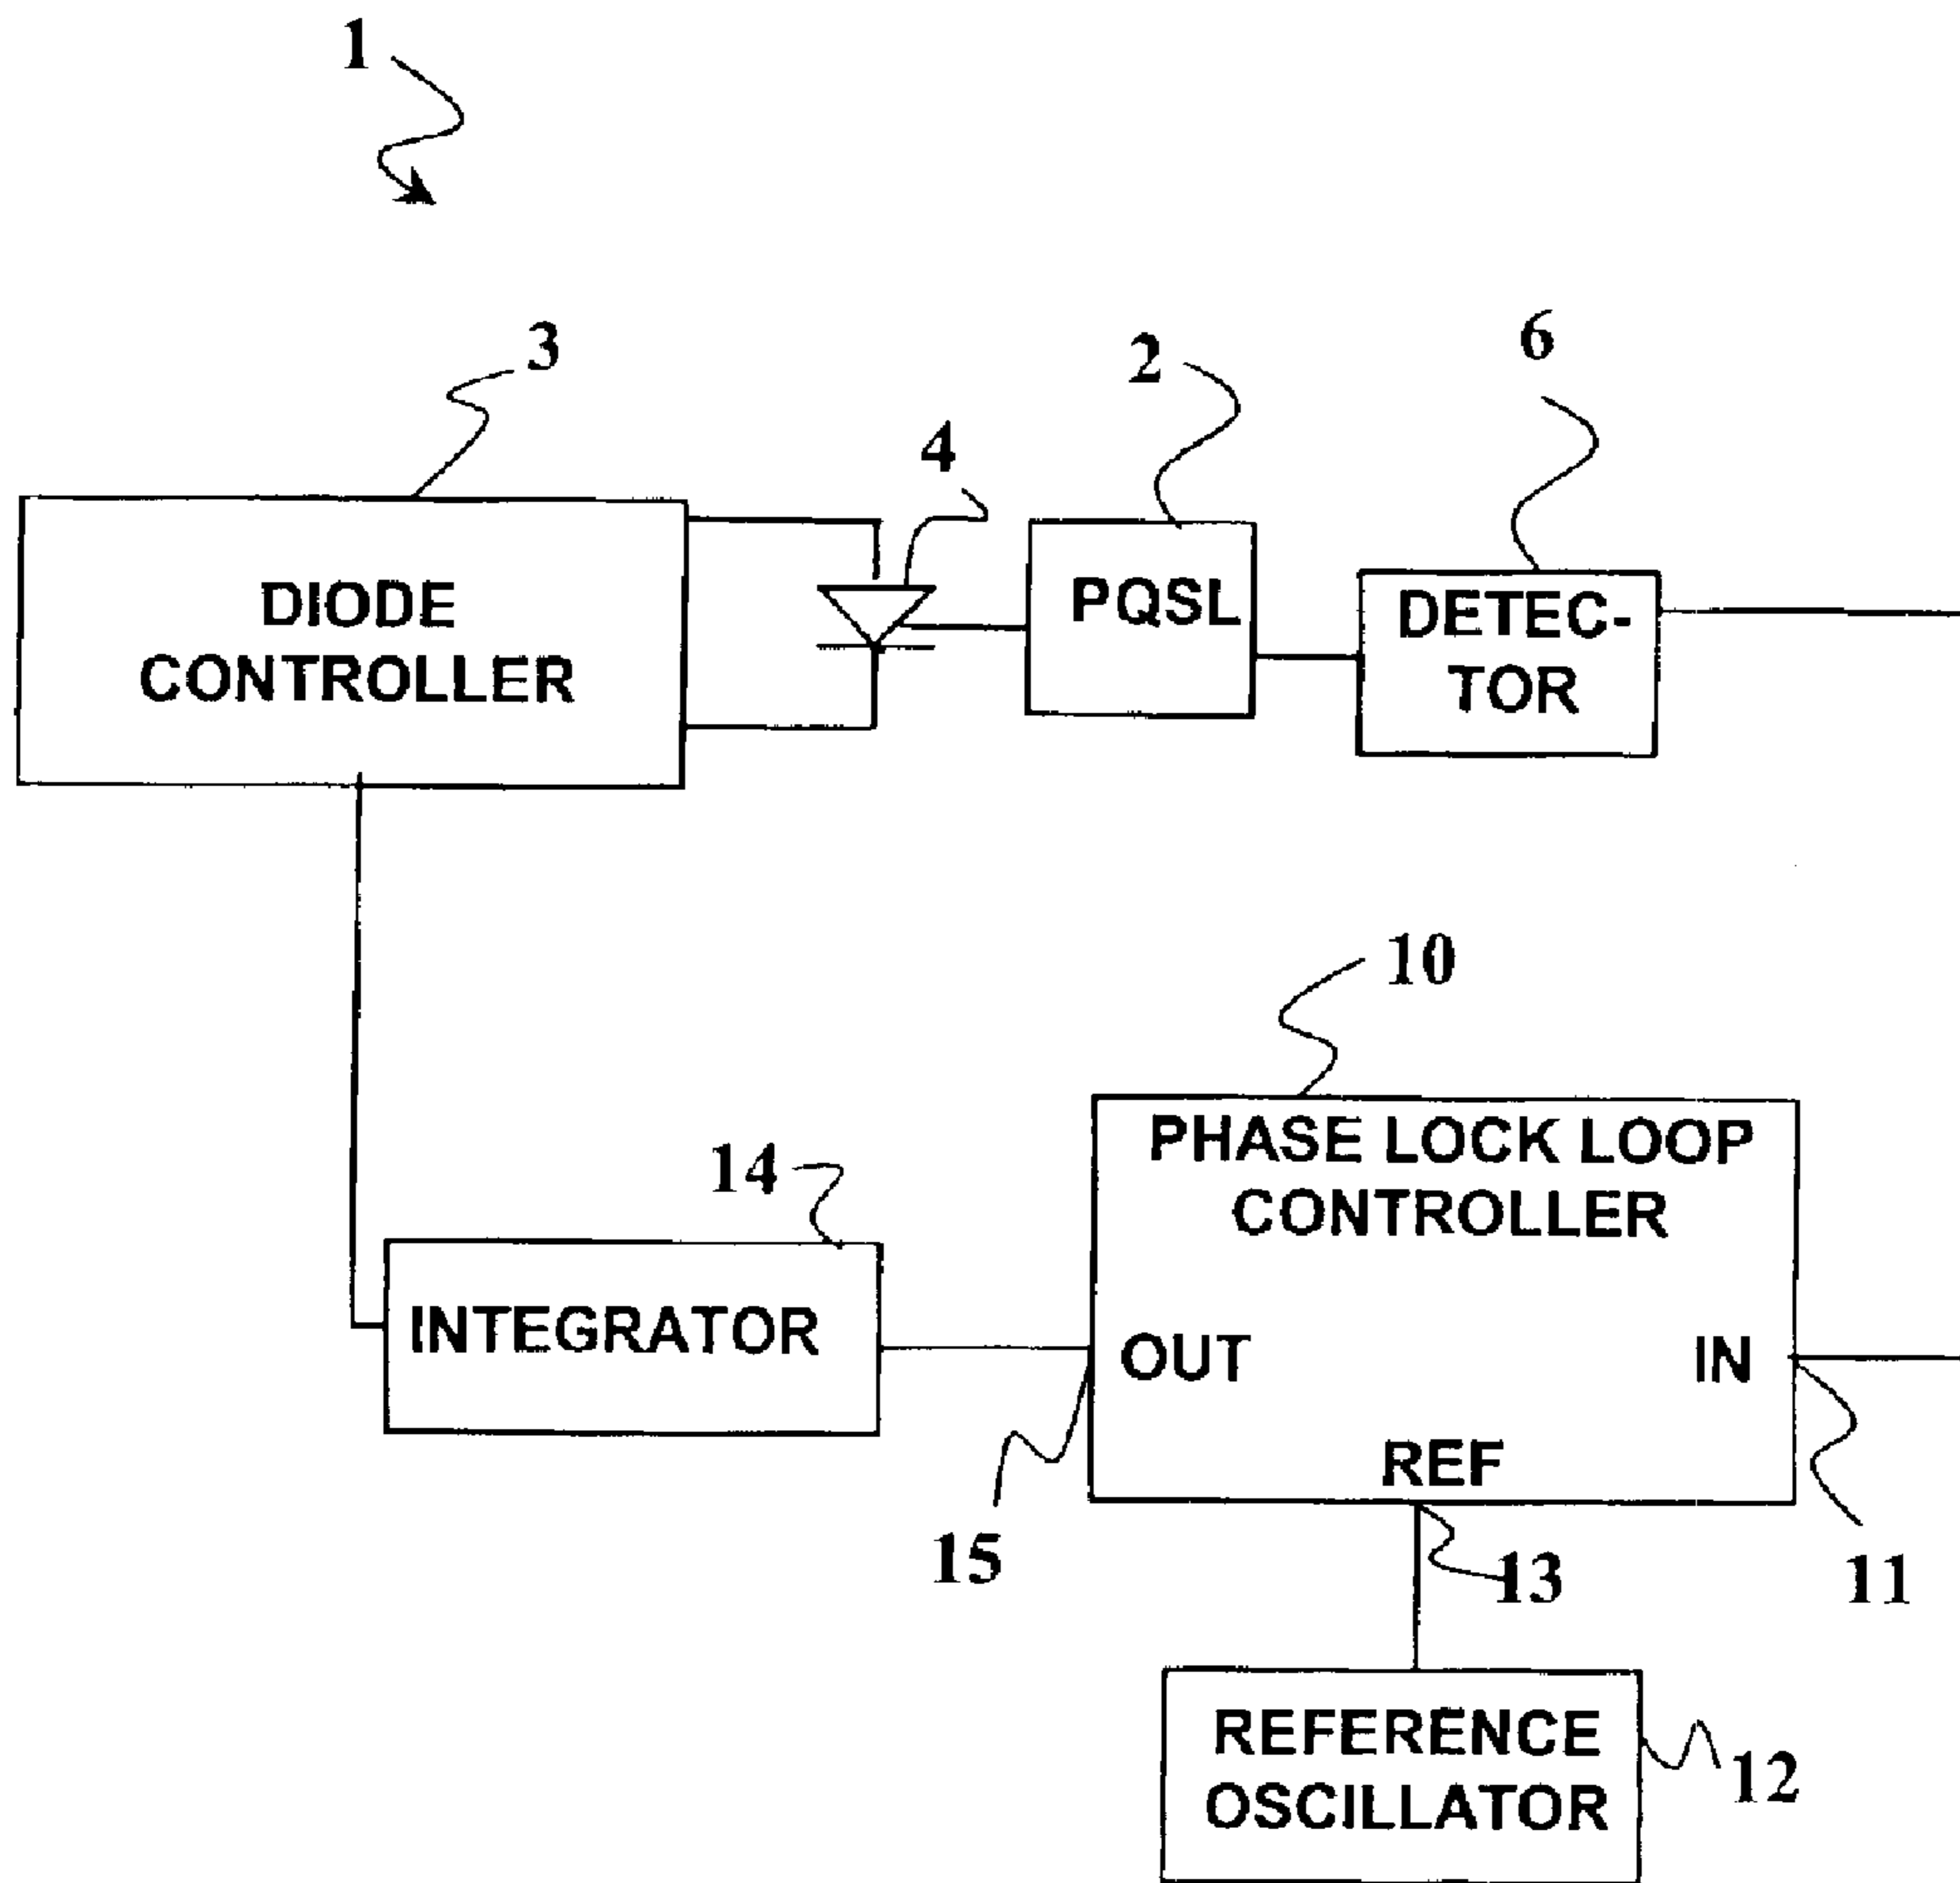 1
3
2
6
4
DIODE
CONTROLLER
PQSL
DETEC-
TOR
10
PHASE LOCK LOOP
CONTROLLER
14
INTEGRATOR
OUT
IN
REF
15
13
11
REFERENCE
OSCILLATOR
12